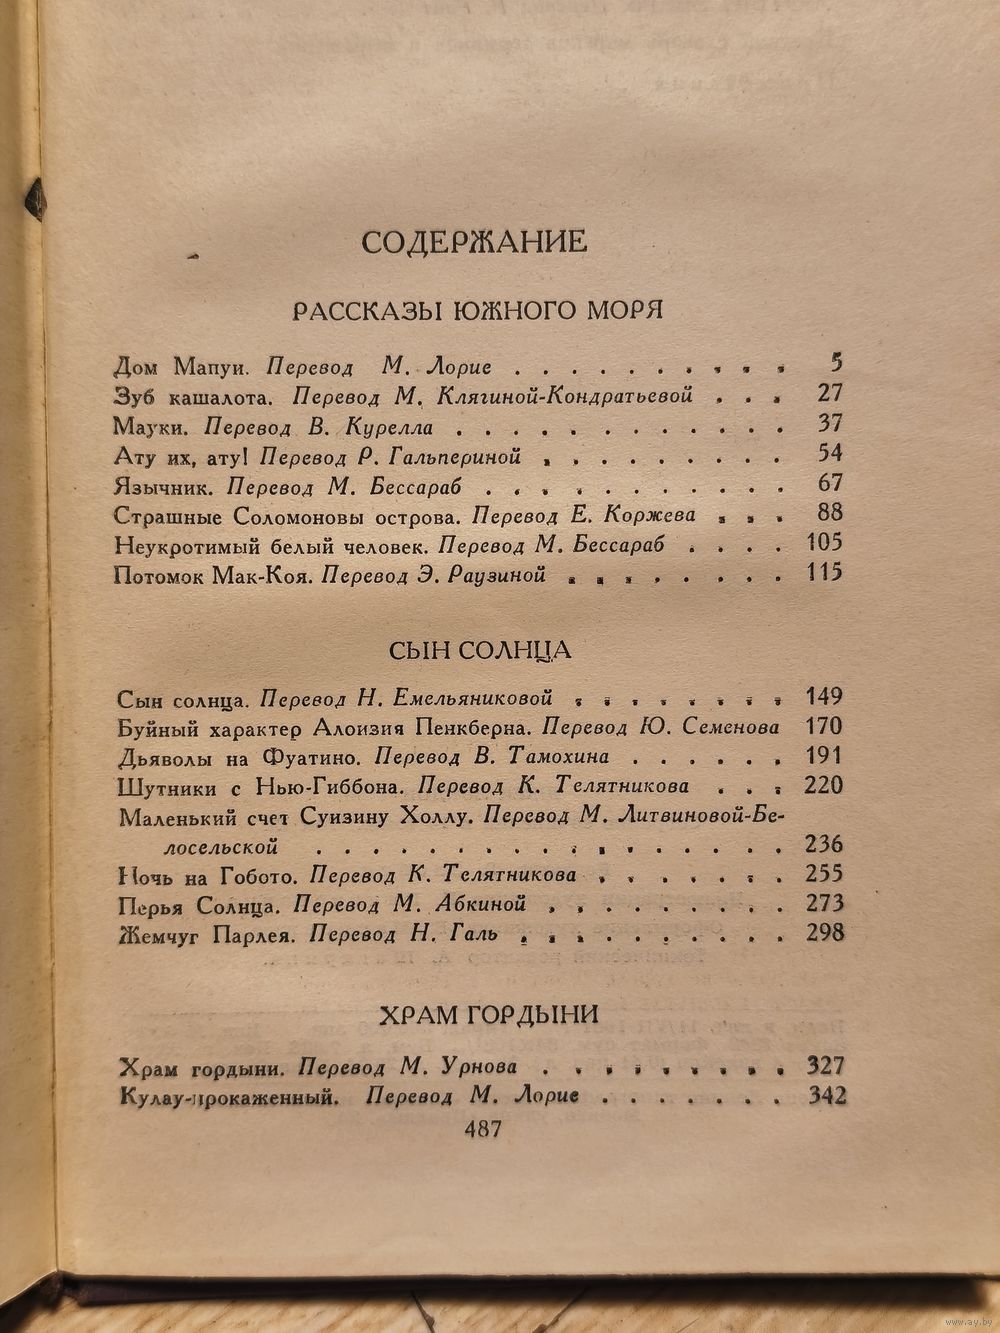 СОДЕРЖАНИЕ
РАССКАЗЫ ЮЖНОГО МОРЯ
Дом Мапуи. Перевод М. Лорие . . . . . . . . . . 5
Зуб кашалота. Перевод М. Клягиной-Кондратьевой . . . 27
Мауки. Перевод В. Курелла . . . . . . . . . . . . 37
Ату их, ату! Перевод Р. Гальпериной . . . . . . . . . 54
Язычник. Перевод М. Бессараб . . . . . . . . . . . 67
Страшные Соломоновы острова. Перевод Е. Коржева . . . 88
Неукротимый белый человек. Перевод М. Бессараб . . . . 105
Потомок Мак-Коя. Перевод Э. Раузиной . . . . . . . . 115
СЫН СОЛНЦА
Сын солнца. Перевод Н. Емельяниковой . . . . . . . . 149
Буйный характер Алоизия Пенкберна. Перевод Ю. Семенова 170
Дьяволы на Фуатино. Перевод В. Тамохина . . . . . . 191
Шутники с Нью-Гиббона. Перевод К. Телятникова . . . 220
Маленький счет Суизину Холлу. Перевод М. Литвиновой-Бе-
лосельской . . . . . . . . . . . . . . . . . 236
Ночь на Гобото. Перевод К. Телятникова . . . . . . . 255
Перья Солнца. Перевод М. Абкиной . . . . . . . . . 273
Жемчуг Парлея. Перевод Н. Галь . . . . . . . . . . 298
ХРАМ ГОРДЫНИ
Храм гордыни. Перевод М. Урнова . . . . . . . . . 327
Кулау-прокаженный. Перевод М. Лорие . . . . . . . 342
487
www.ay.by